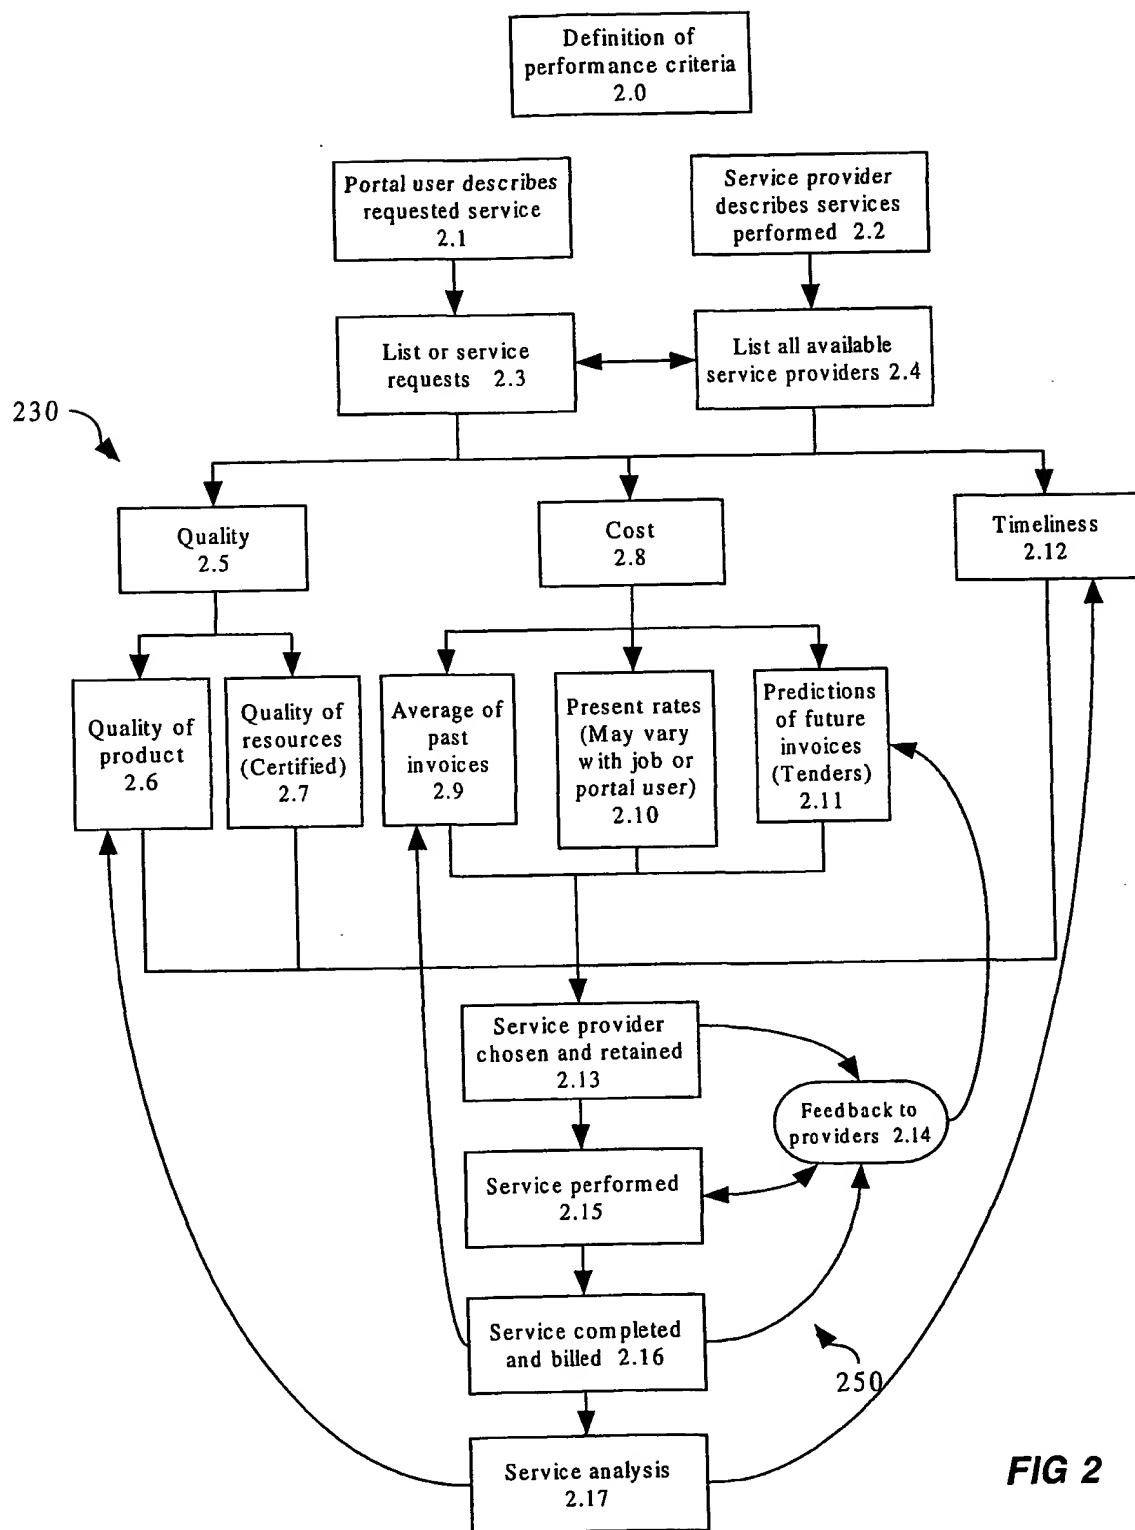 Definition of
performance criteria
2.0
Portal user describes
requested service
2.1
Service provider
describes services
performed 2.2
List or service
requests 2.3
List all available
service providers 2.4
230
Quality
2.5
Cost
2.8
Timeliness
2.12
Quality of
product
2.6
Quality of
resources
(Certified)
2.7
Average of
past
invoices
2.9
Present rates
(May vary
with job or
portal user)
2.10
Predictions
of future
invoices
(Tenders)
2.11
Service provider
chosen and retained
2.13
Feedback to
providers 2.14
Service performed
2.15
Service completed
and billed 2.16
250
Service analysis
2.17
FIG 2